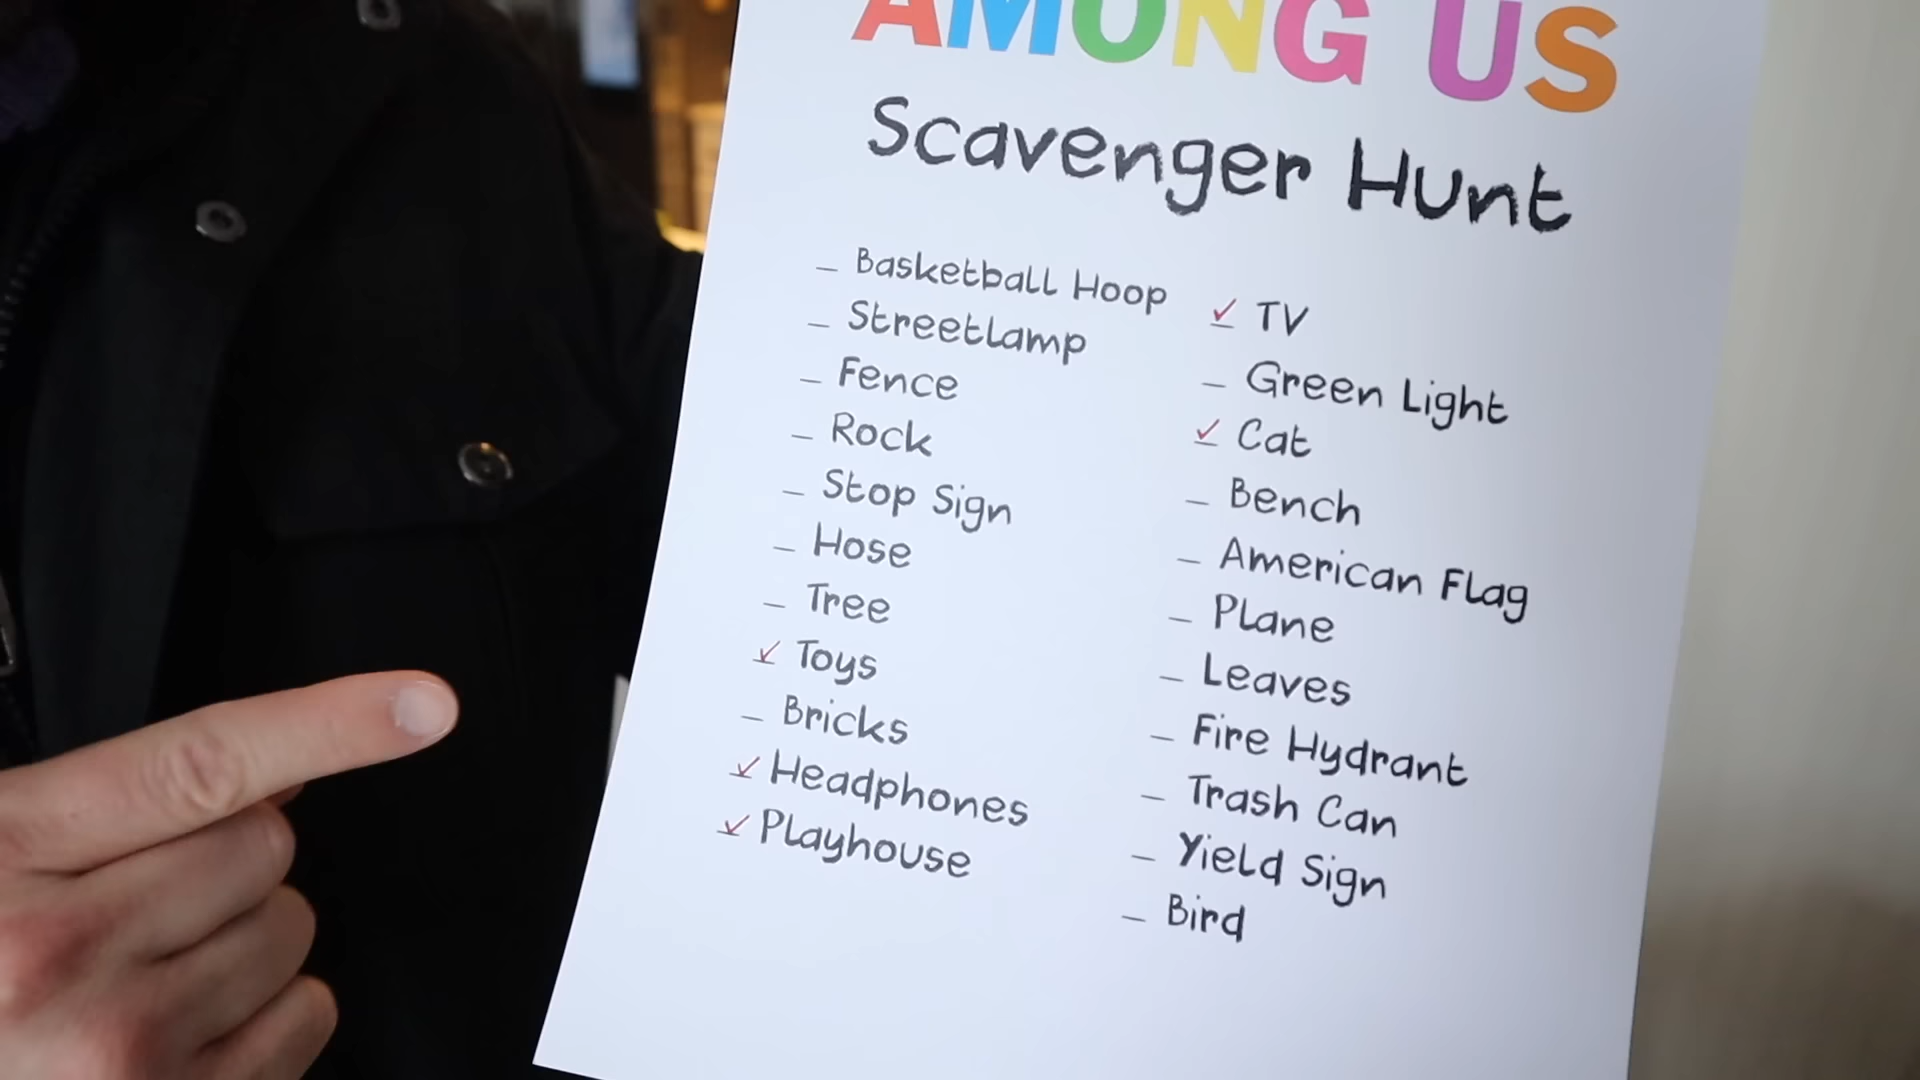 AMONG US
Scavenger Hunt
_ Basketball Hoop
_ Streetlamp
_ Fence
_ Rock
_ Stop Sign
_ Hose
_ Tree
✓ Toys
_ Bricks
✓ Headphones
✓ Playhouse
✓ TV
_ Green Light
✓ Cat
_ Bench
_ American Flag
_ Plane
_ Leaves
_ Fire Hydrant
_ Trash Can
_ Yield Sign
_ Bird